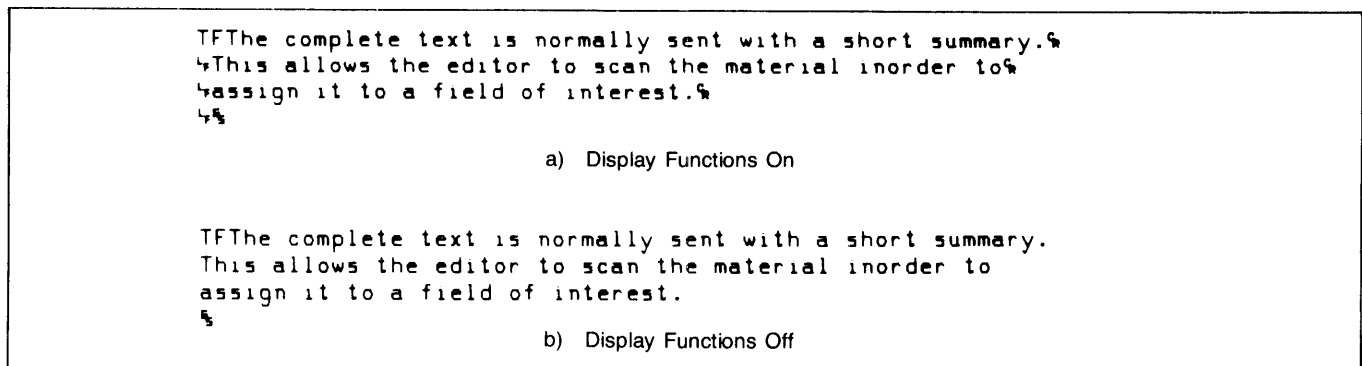 TFThe complete text is normally sent with a short summary.␍
␊This allows the editor to scan the material inorder to␍
␊assign it to a field of interest.␍
␊
a) Display Functions On
TFThe complete text is normally sent with a short summary.
This allows the editor to scan the material inorder to
assign it to a field of interest.
b) Display Functions Off